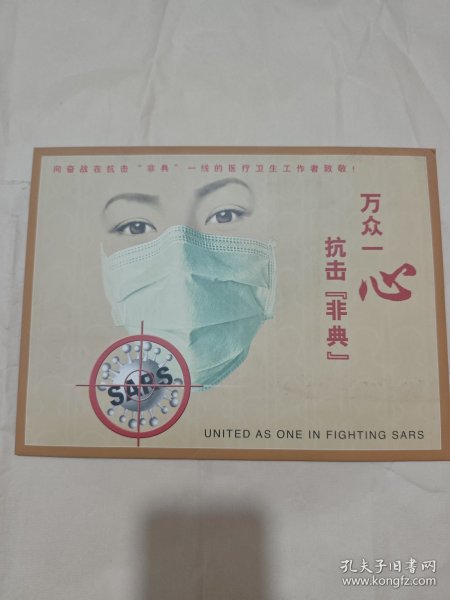 向奋战在抗击“非典”一线的医疗卫生工作者致敬！
万众一心
抗击『非典』
SARS
UNITED AS ONE IN FIGHTING SARS
孔夫子旧书网
www.kongfz.com